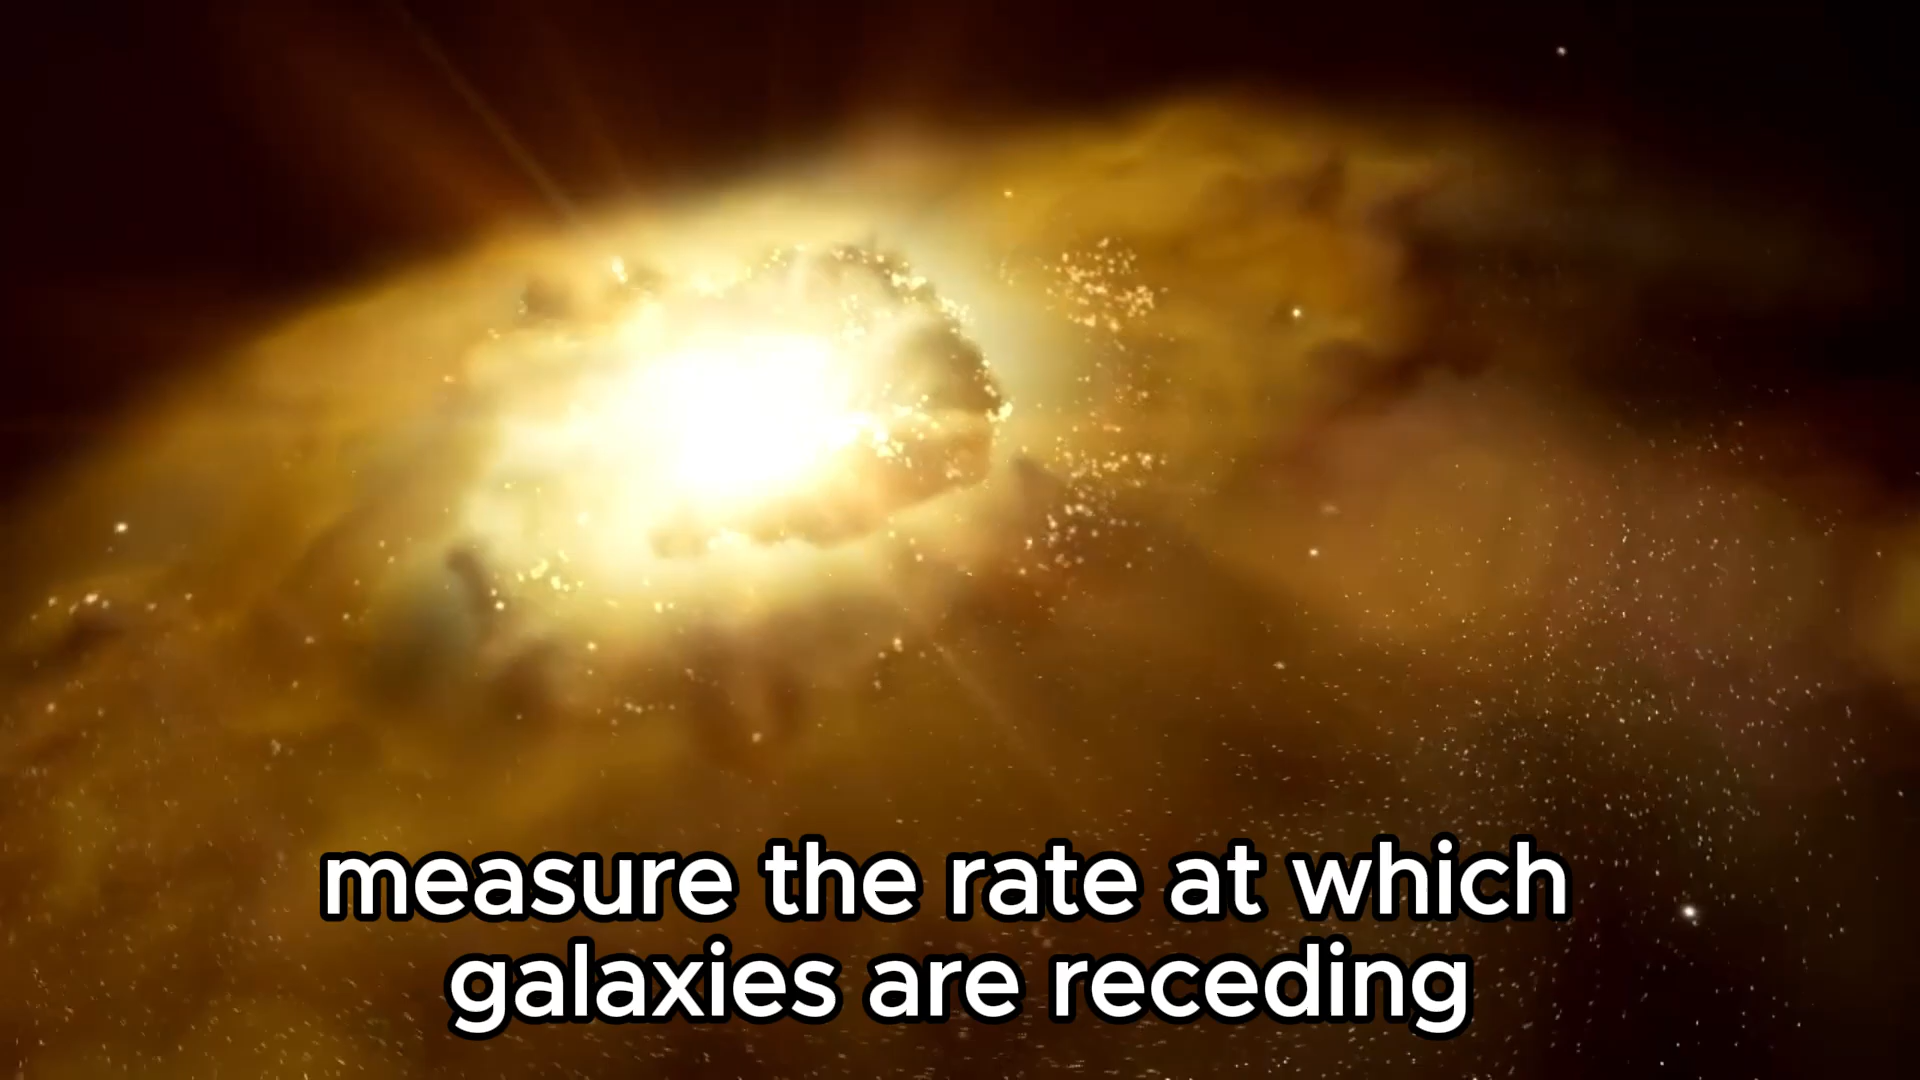 measure the rate at which
galaxies are receding